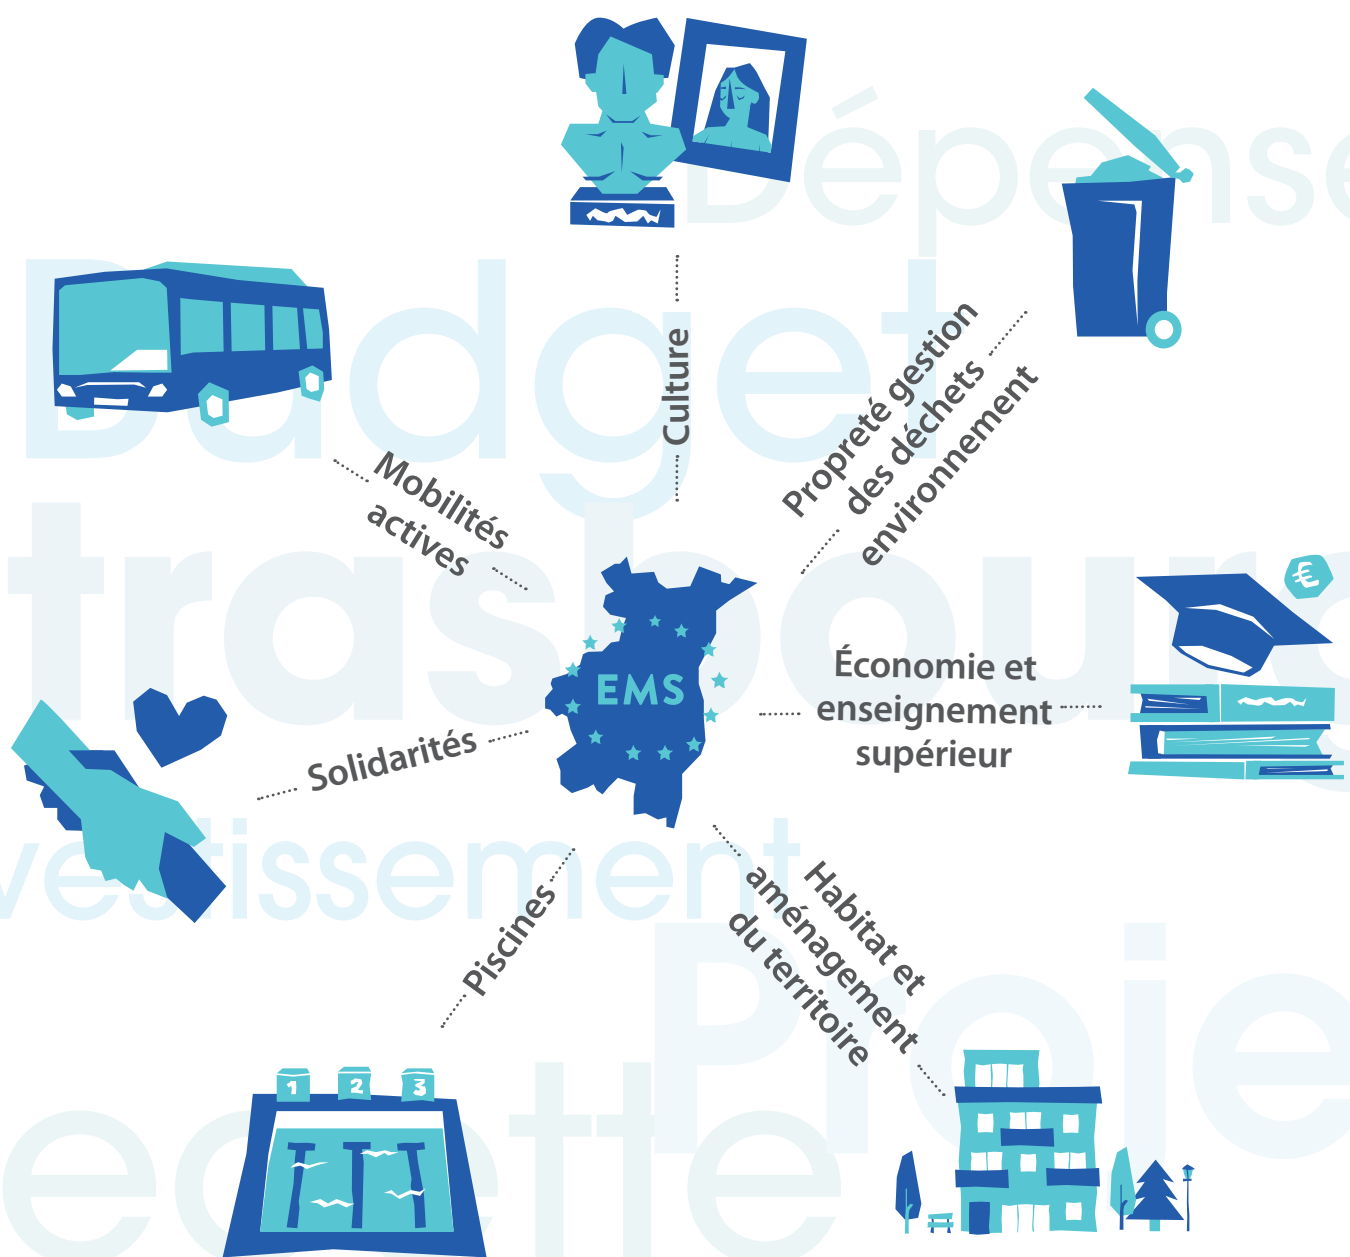 Dépense
Budget
Culture
Propreté gestion
des déchets
environnement
Mobilités
actives
trasbourg
€
EMS
Économie et
enseignement
supérieur
Solidarités
vestissement
Piscines
Habitat et
aménagement
du territoire
Proje
1 2 3
ecette